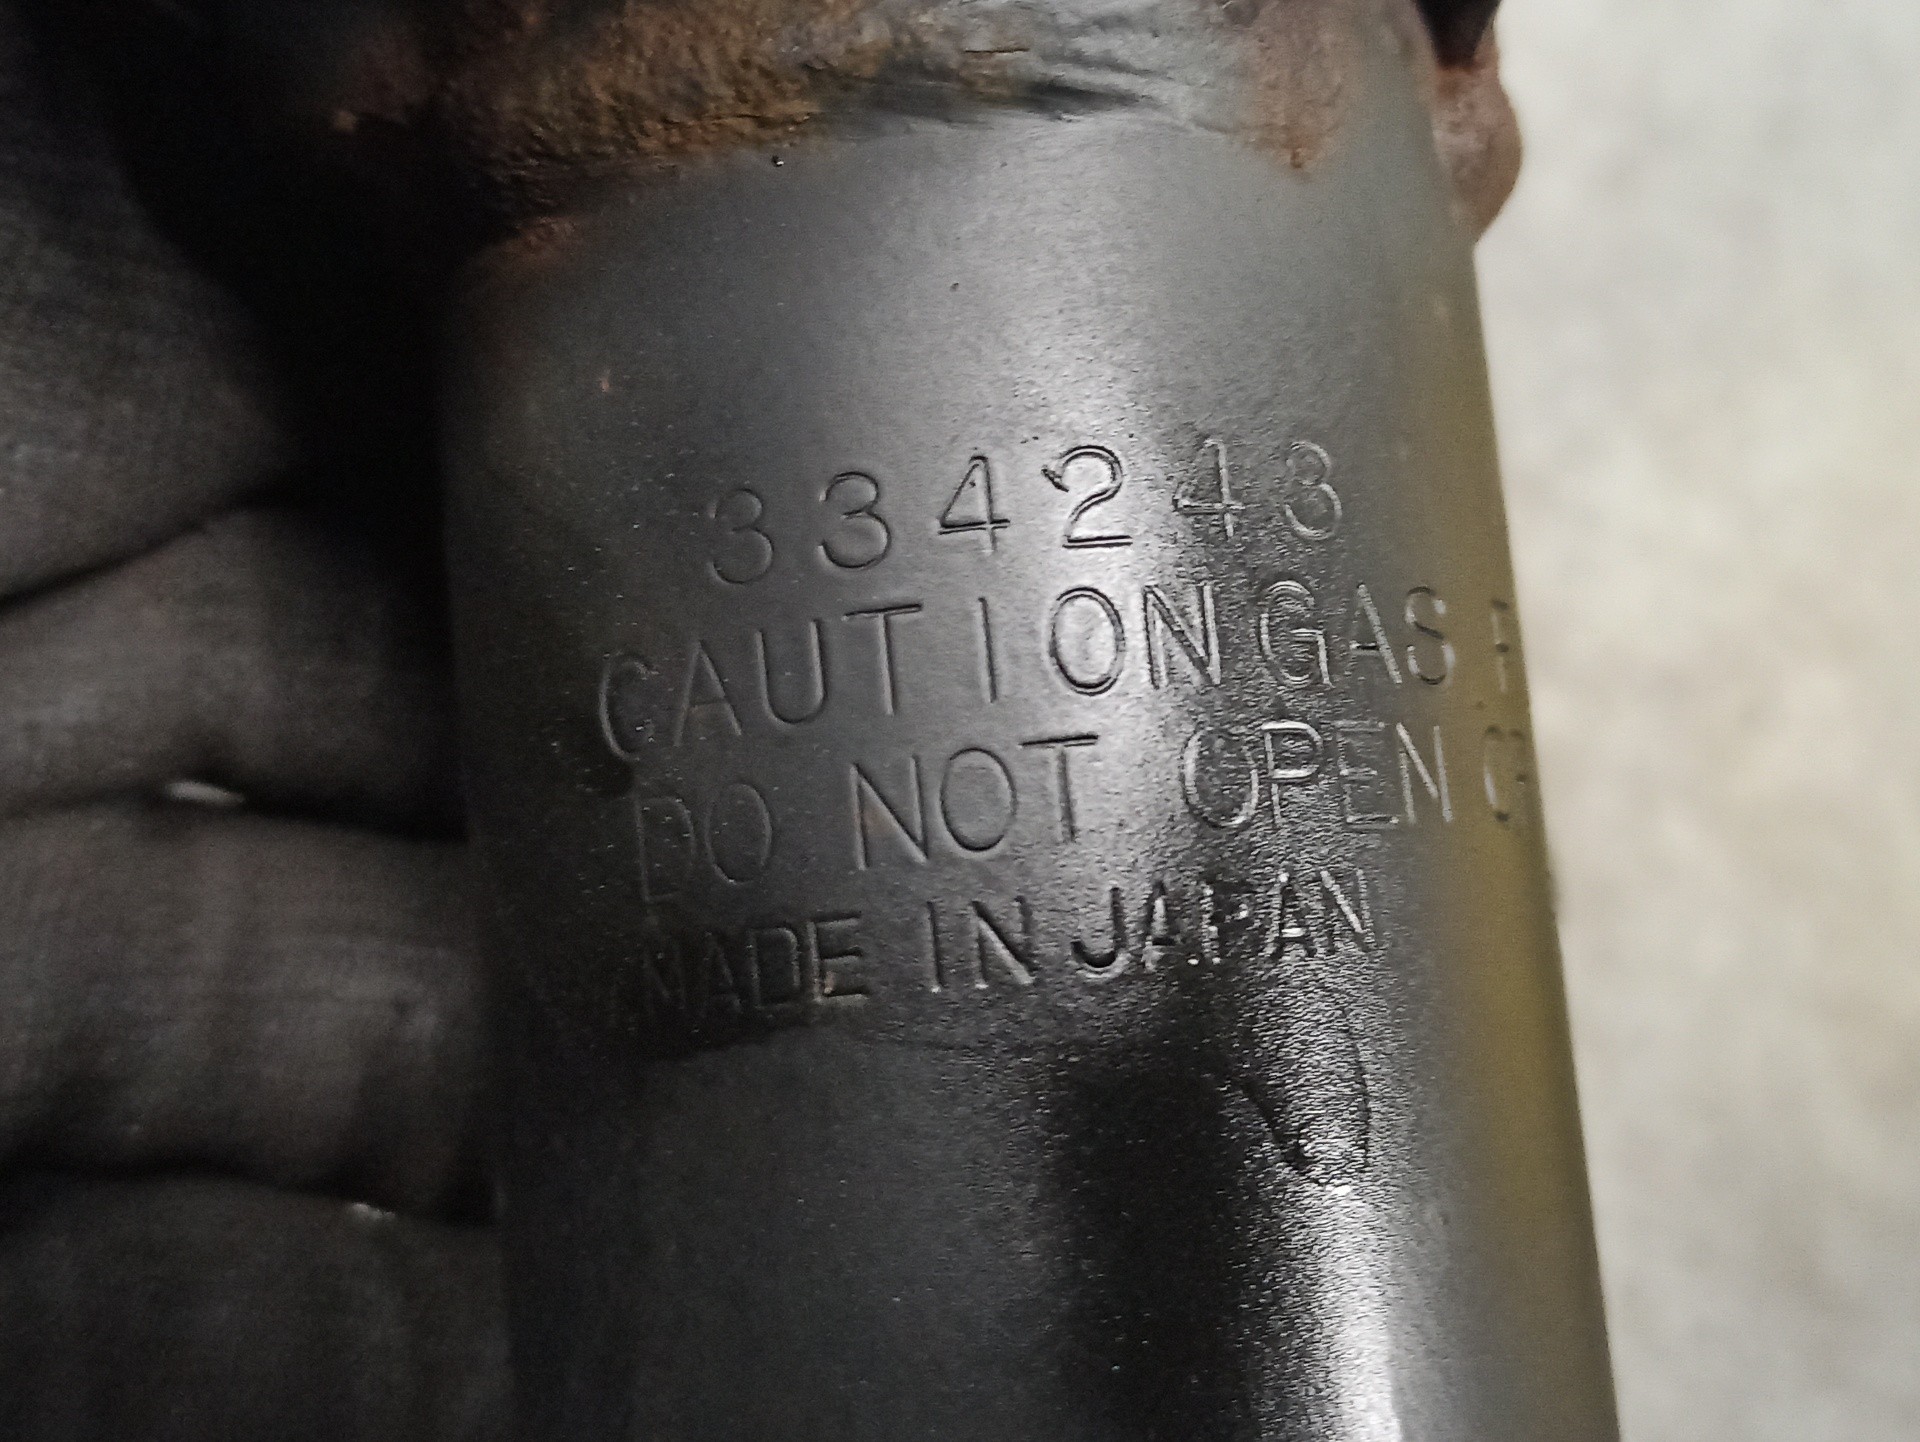 334243
CAUTION GAS
DO NOT OPEN
MADE IN JAPAN